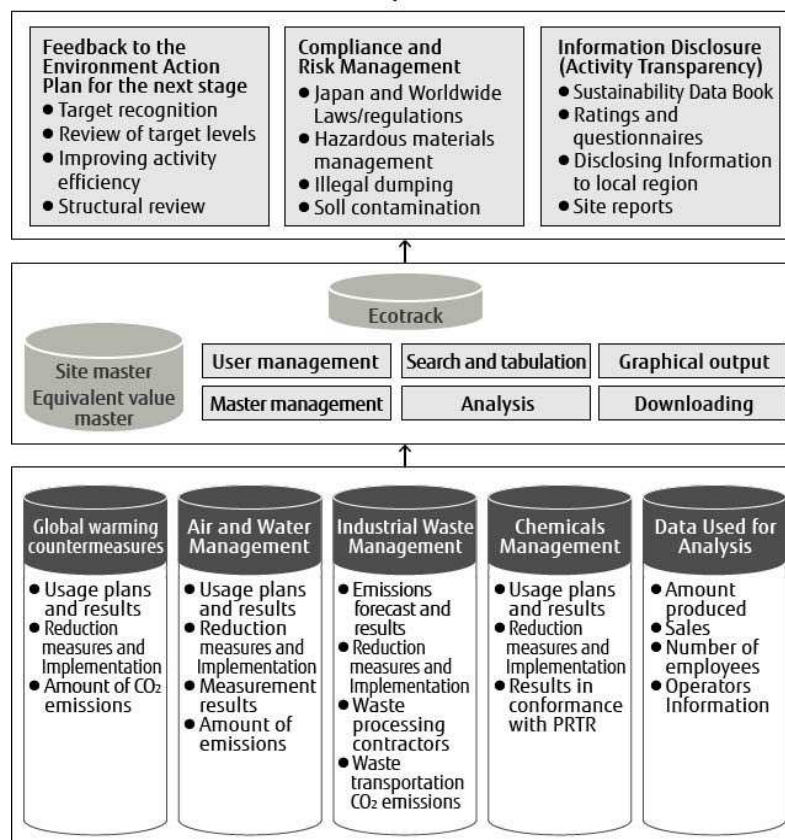 Feedback to the
Environment Action
Plan for the next stage
● Target recognition
● Review of target levels
● Improving activity
efficiency
● Structural review
Compliance and
Risk Management
● Japan and Worldwide
Laws/regulations
● Hazardous materials
management
● Illegal dumping
● Soll contamination
Information Disclosure
(Activity Transparency)
● Sustainability Data Book
● Ratings and
questionnaires
● Disclosing Information
to local region
● Site reports
Ecotrack
Site master
Equivalent value
master
User management
Search and tabulation
Graphical output
Master management
Analysis
Downloading
Global warming
countermeasures
● Usage plans
and results
● Reduction
measures and
Implementation
● Amount of CO₂
emissions
Air and Water
Management
● Usage plans
and results
● Reduction
measures and
Implementation
● Measurement
results
● Amount of
emissions
Industrial Waste
Management
● Emissions
forecast and
results
● Reduction
measures and
Implementation
● Waste
processing
contractors
● Waste
transportation
CO₂ emissions
Chemicals
Management
● Usage plans
and results
● Reduction
measures and
Implementation
● Results in
conformance
with PRTR
Data Used for
Analysis
● Amount
produced
● Sales
● Number of
employees
● Operators
Information